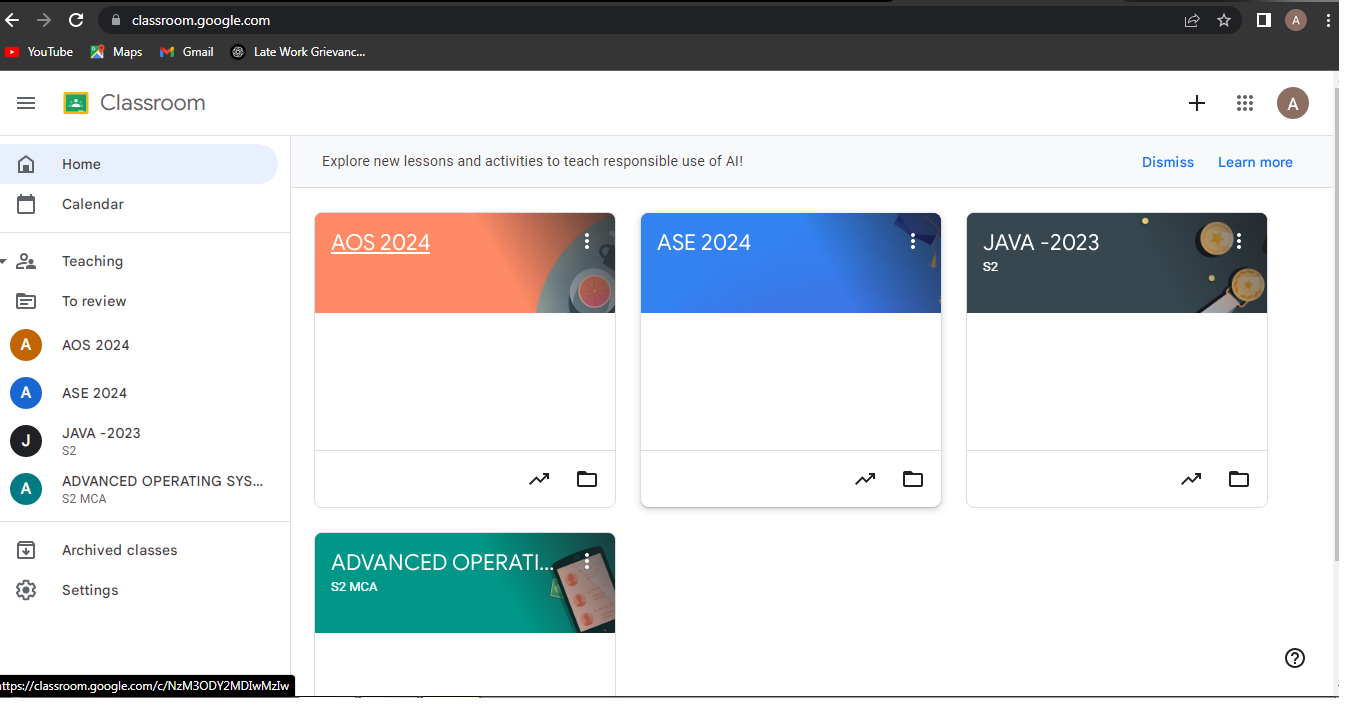 classroom.google.com
A
YouTube
Maps
Gmail
Late Work Grievanc...
Classroom
A
Home
Calendar
Teaching
To review
A
AOS 2024
A
ASE 2024
J
JAVA -2023
S2
A
ADVANCED OPERATING SYS...
S2 MCA
Archived classes
Settings
Explore new lessons and activities to teach responsible use of AI!
Dismiss
Learn more
AOS 2024
ASE 2024
JAVA -2023
S2
ADVANCED OPERATI...
S2 MCA
ttps://classroom.google.com/c/NzM3ODY2MDIwMzIw